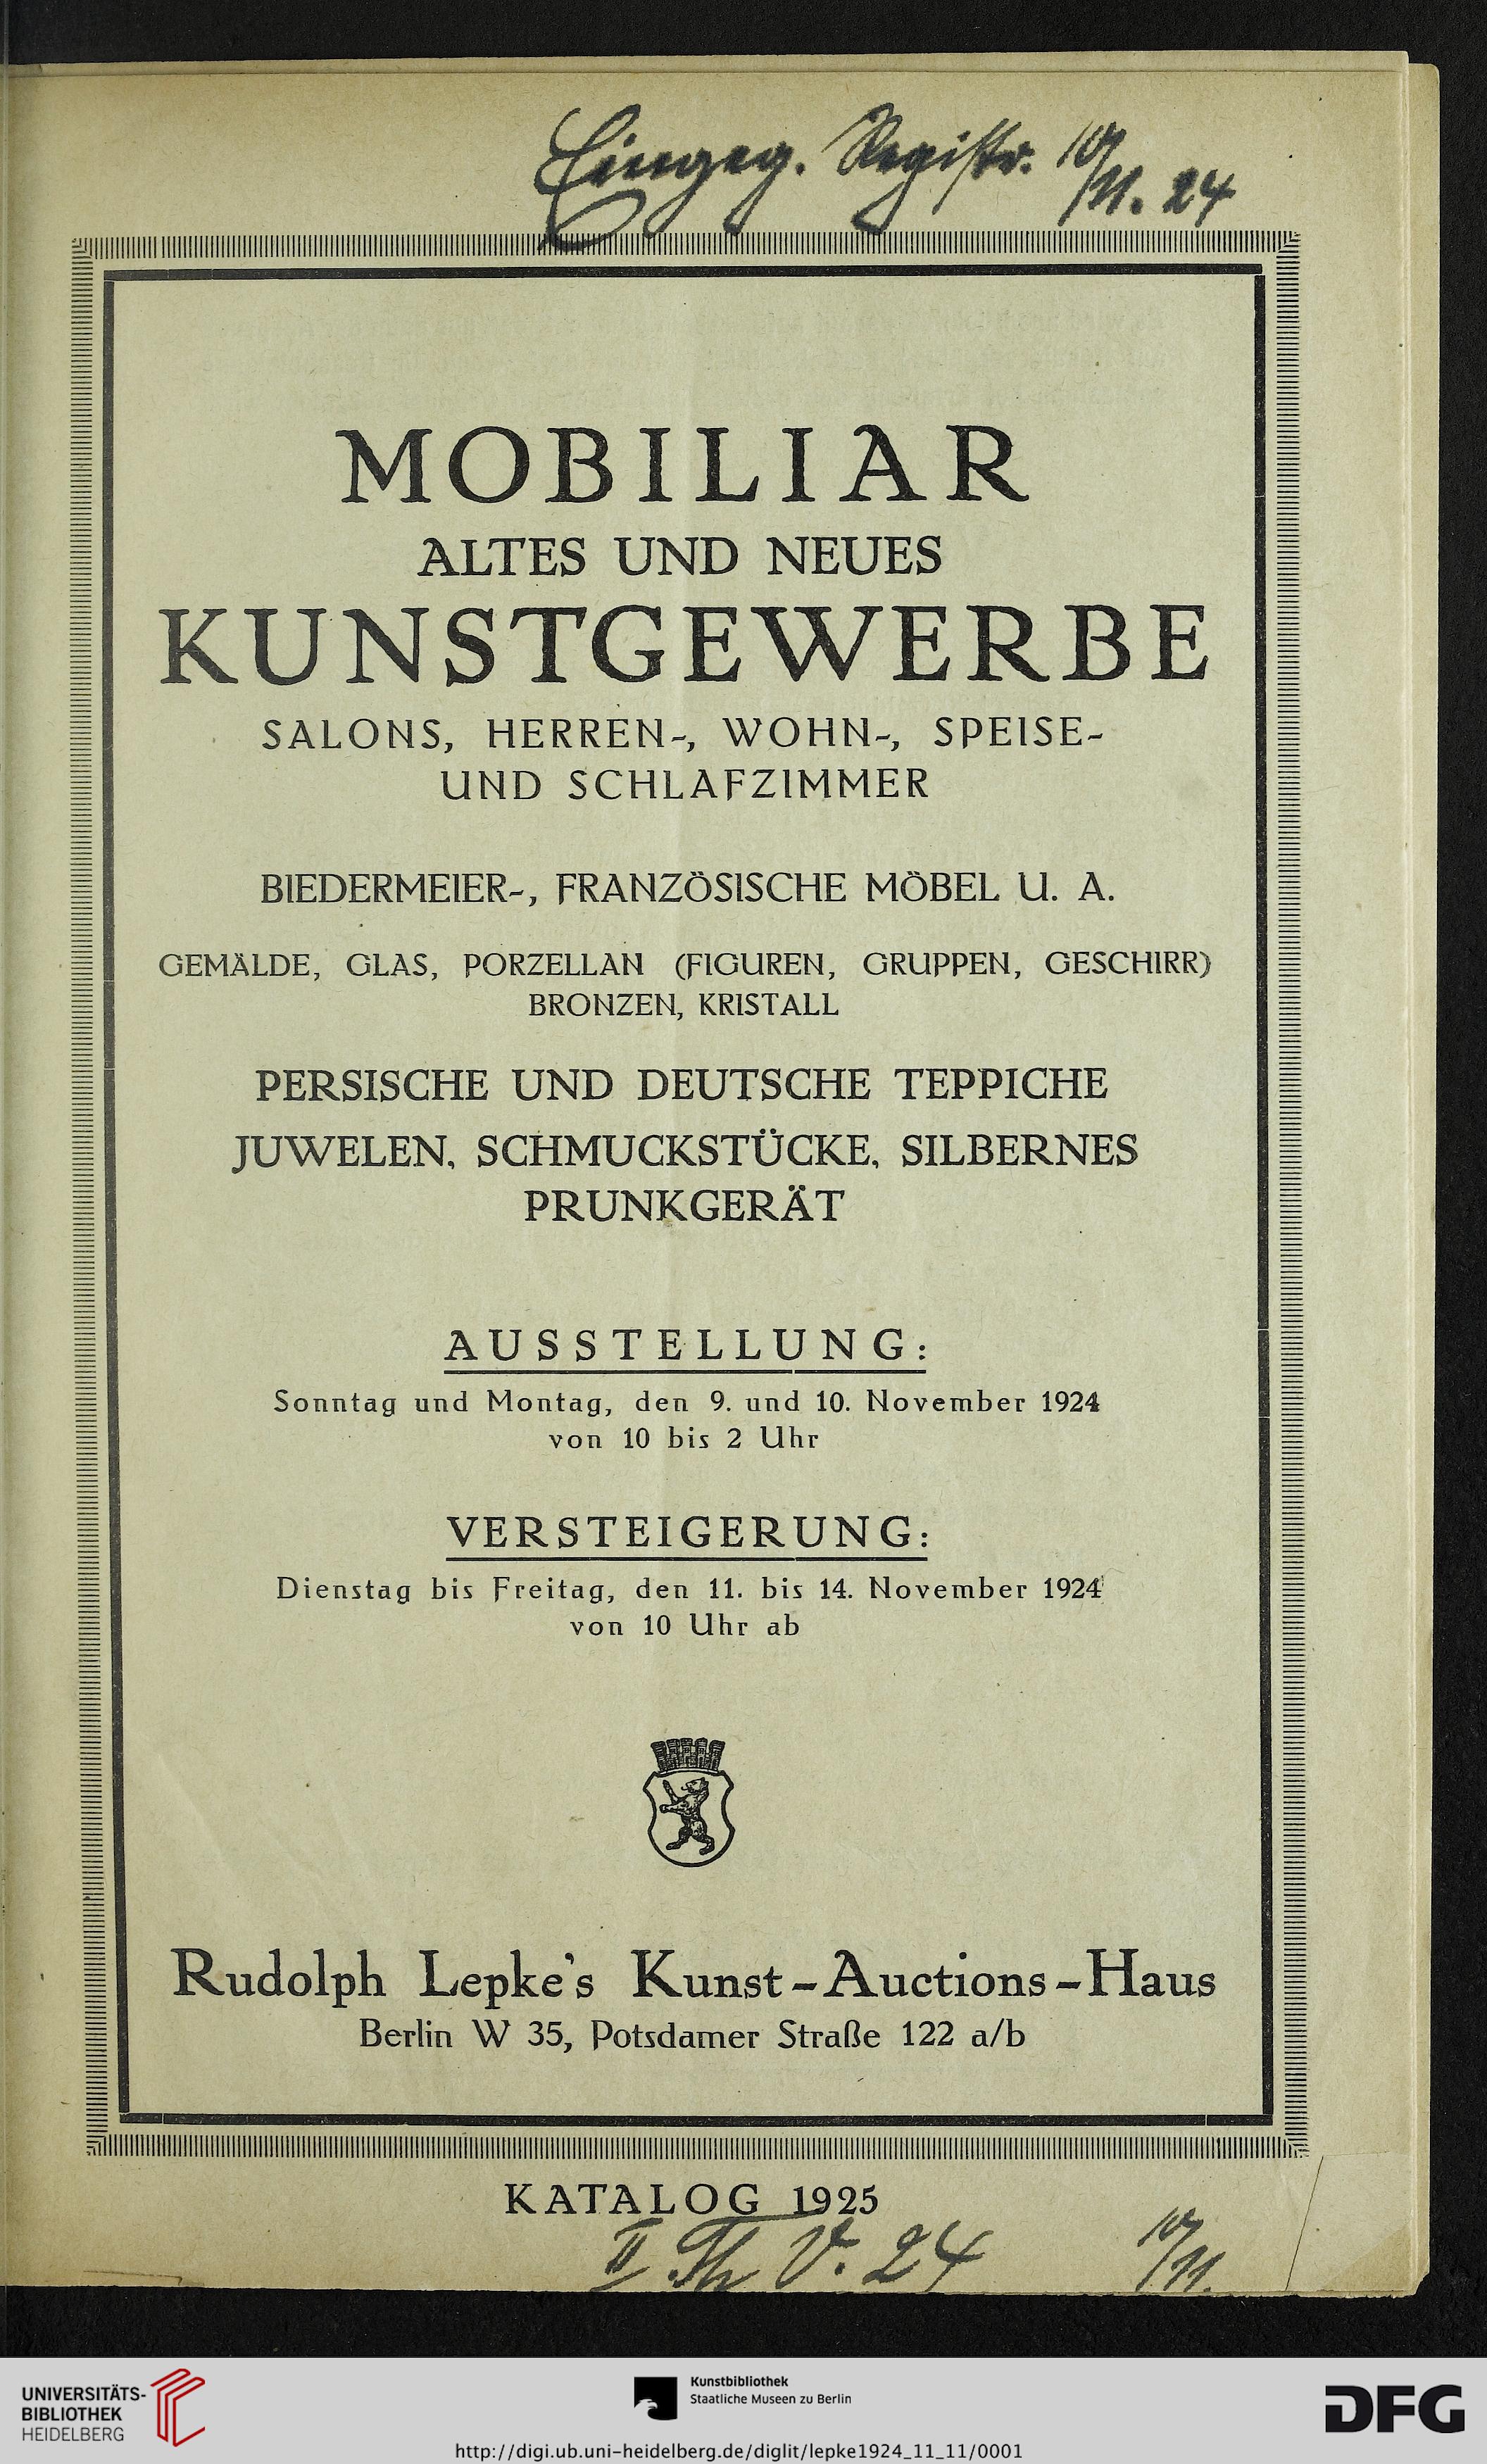 Eingeg. Registr. 10/11. 24
MOBILIAR
ALTES UND NEUES
KUNSTGEWERBE
SALONS, HERREN-, WOHN-, SPEISE-
UND SCHLAFZIMMER
BIEDERMEIER-, FRANZÖSISCHE MÖBEL U. A.
GEMÄLDE, GLAS, PORZELLAN (FIGUREN, GRUPPEN, GESCHIRR)
BRONZEN, KRISTALL
PERSISCHE UND DEUTSCHE TEPPICHE
JUWELEN, SCHMUCKSTÜCKE, SILBERNES
PRUNKGERÄT
AUSSTELLUNG:
Sonntag und Montag, den 9. und 10. November 1924
von 10 bis 2 Uhr
VERSTEIGERUNG:
Dienstag bis Freitag, den 11. bis 14. November 1924
von 10 Uhr ab
Rudolph Lepke's Kunst-Auctions-Haus
Berlin W 35, Potsdamer Straße 122 a/b
KATALOG 1925
II. V. 24 10/11.
UNIVERSITÄTS-
BIBLIOTHEK
HEIDELBERG
Kunstbibliothek
Staatliche Museen zu Berlin
DFG
http://digi.ub.uni-heidelberg.de/diglit/lepke1924_11_11/0001